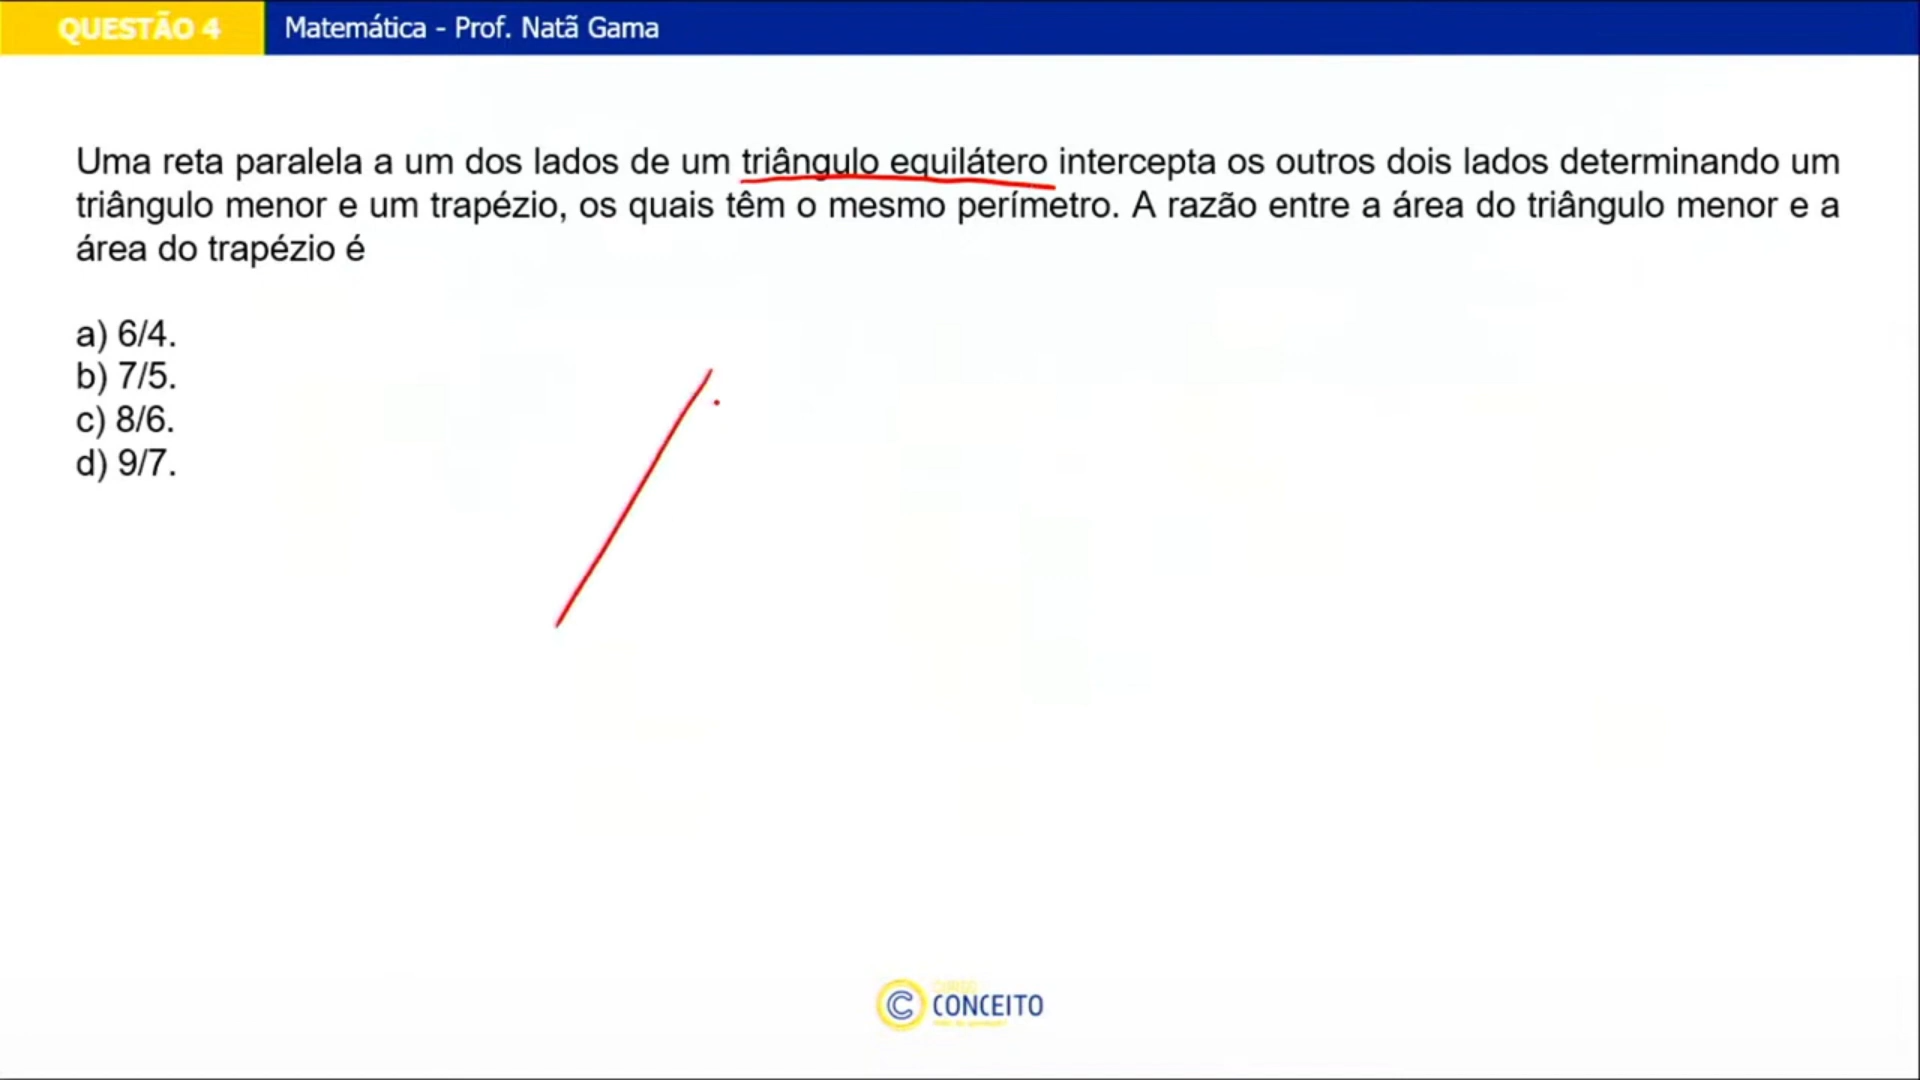 QUESTÃO 4
Matemática - Prof. Natã Gama
Uma reta paralela a um dos lados de um triângulo equilátero intercepta os outros dois lados determinando um
triângulo menor e um trapézio, os quais têm o mesmo perímetro. A razão entre a área do triângulo menor e a
área do trapézio é
a) 6/4.
b) 7/5.
c) 8/6.
d) 9/7.
CURSO
CONCEITO